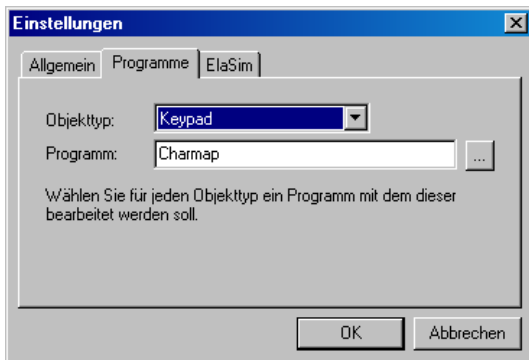 Einstellungen
Allgemein Programme ElaSim
Objekttyp: Keypad
Programm: Charmap ...
Wählen Sie für jeden Objekttyp ein Programm mit dem dieser
bearbeitet werden soll.
OK Abbrechen